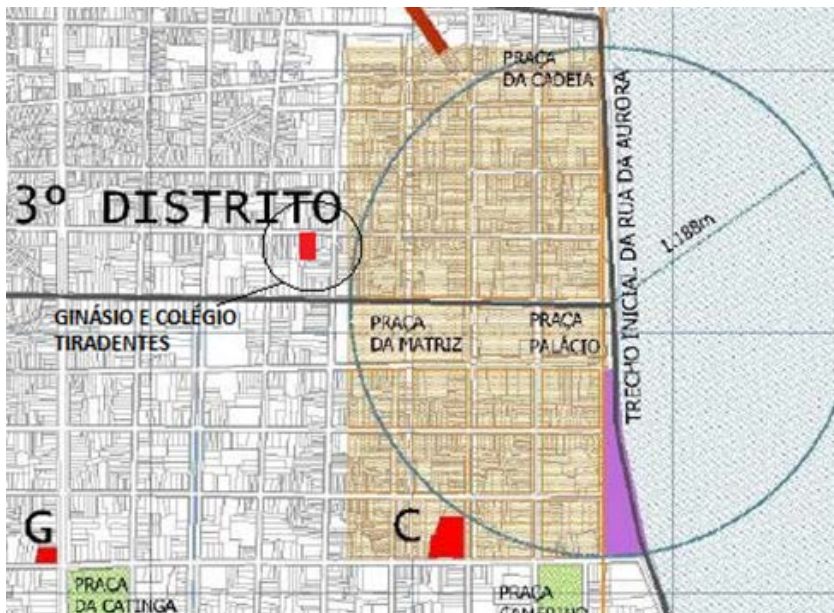 PRAÇA
DA CADEIA
TRECHO INICIAL DA RUA DA AURORA
3º DISTRITO
1.188m
GINÁSIO E COLÉGIO
TIRADENTES
PRAÇA
DA MATRIZ
PRAÇA
PALÁCIO
G
C
PRAÇA
DA CATINGA
PRAÇA
CAMERINO